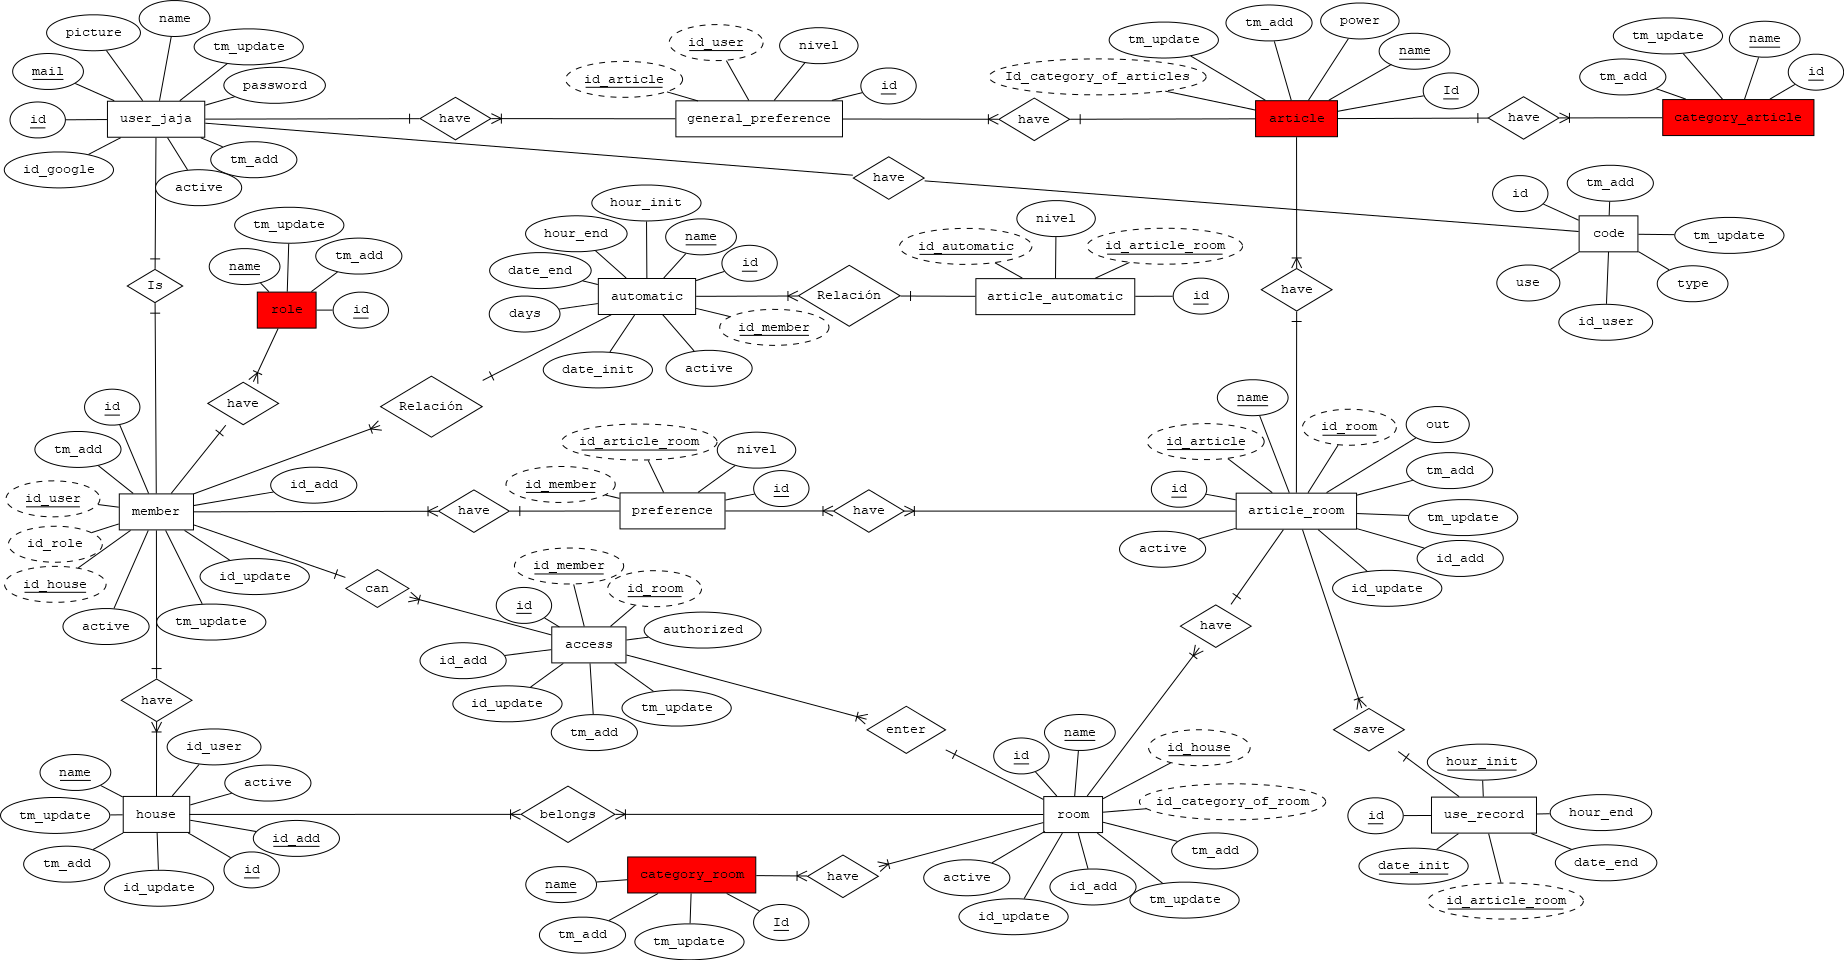 name
picture
tm_update
mail
password
id
user_jaja
id_google
tm_add
active
have
id_user
nivel
id_article
id
general_preference
have
tm_add
power
tm_update
name
Id_category_of_articles
Id
article
have
tm_update
name
tm_add
id
category_article
have
tm_add
id
code
tm_update
use
type
id_user
Is
tm_update
name
tm_add
role
id
have
hour_init
hour_end
name
date_end
id
automatic
days
id_member
date_init
active
Relación
nivel
id_automatic
id_article_room
article_automatic
id
have
Relación
id
tm_add
id_user
id_add
member
id_role
id_house
id_update
active
tm_update
have
id_article_room
nivel
id_member
id
preference
have
name
id_article
id_room
out
tm_add
id
article_room
tm_update
active
id_add
id_update
can
id_member
id
id_room
authorized
access
id_add
id_update
tm_update
tm_add
enter
have
save
have
id_user
name
active
house
tm_update
id_add
tm_add
id
id_update
belongs
name
id
id_house
id_category_of_room
room
tm_add
active
id_add
tm_update
id_update
have
category_room
name
Id
tm_add
tm_update
hour_init
id
use_record
hour_end
date_init
date_end
id_article_room